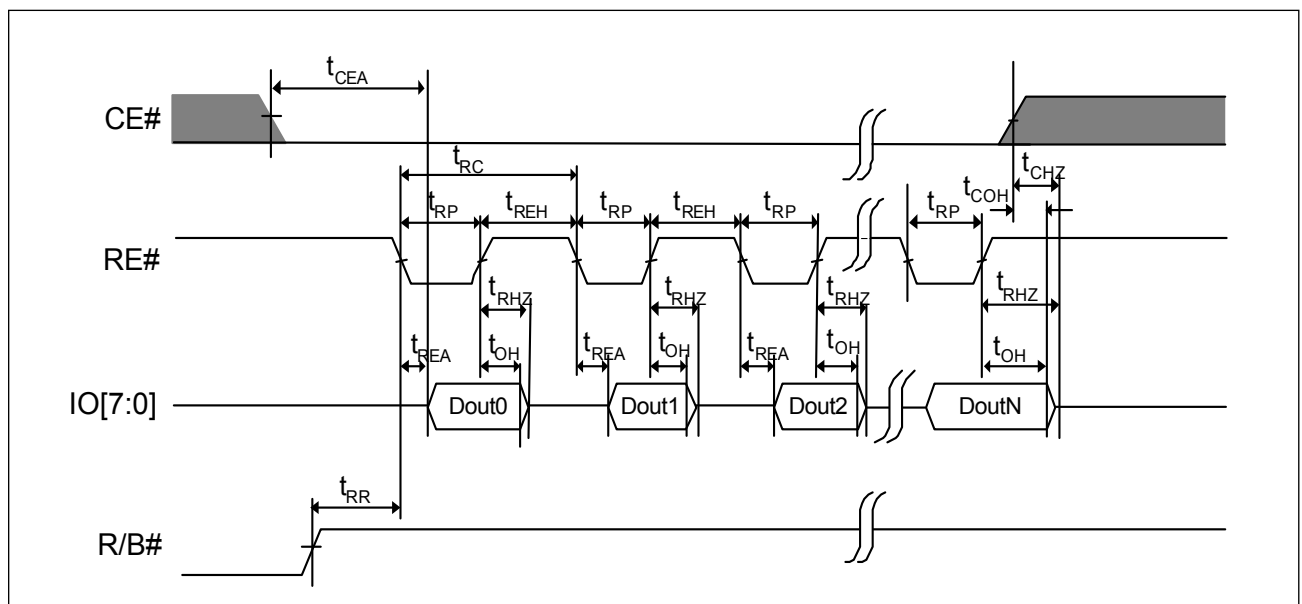 tCEA
CE#
tRC
tCHZ
tCOH
tRP tREH tRP tREH tRP tRP
RE#
tRHZ tRHZ tRHZ tRHZ
tREA tOH tREA tOH tREA tOH tOH
IO[7:0] Dout0 Dout1 Dout2 DoutN
tRR
R/B#